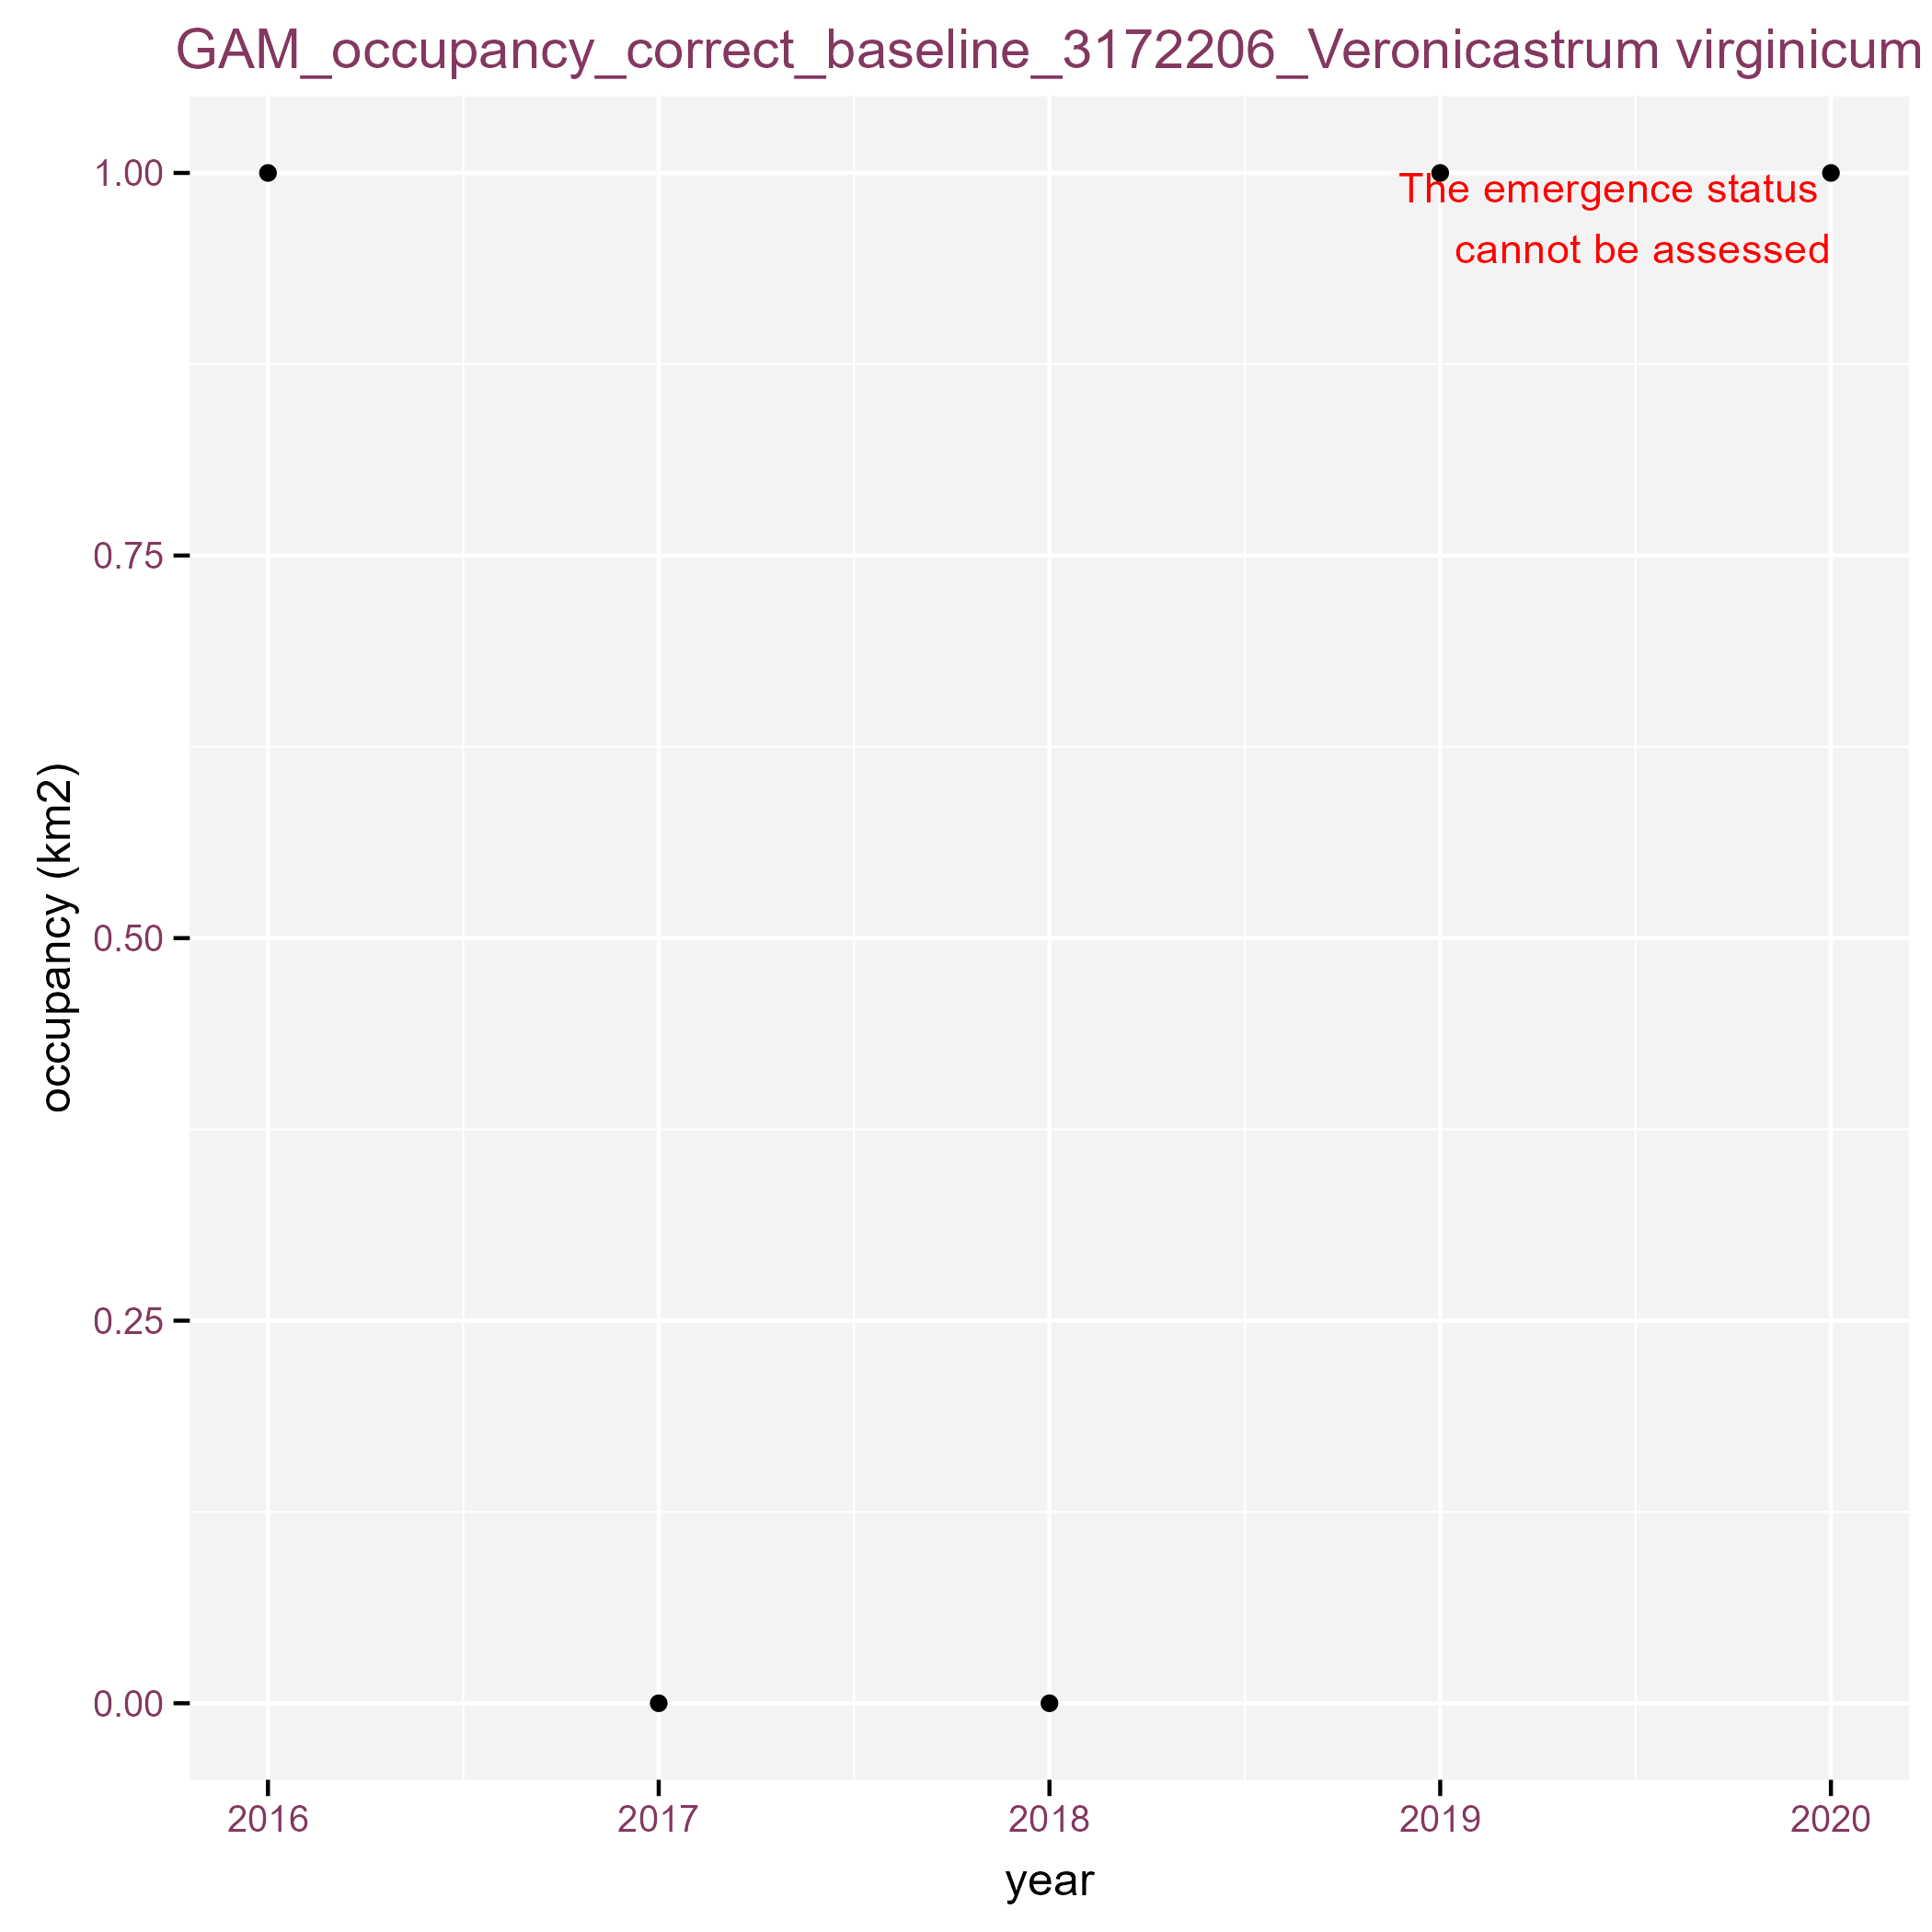 GAM_occupancy_correct_baseline_3172206_Veronicastrum virginicum
1.00
The emergence status
cannot be assessed
0.75
occupancy (km2)
0.50
0.25
0.00
2016 2017 2018 2019 2020
year